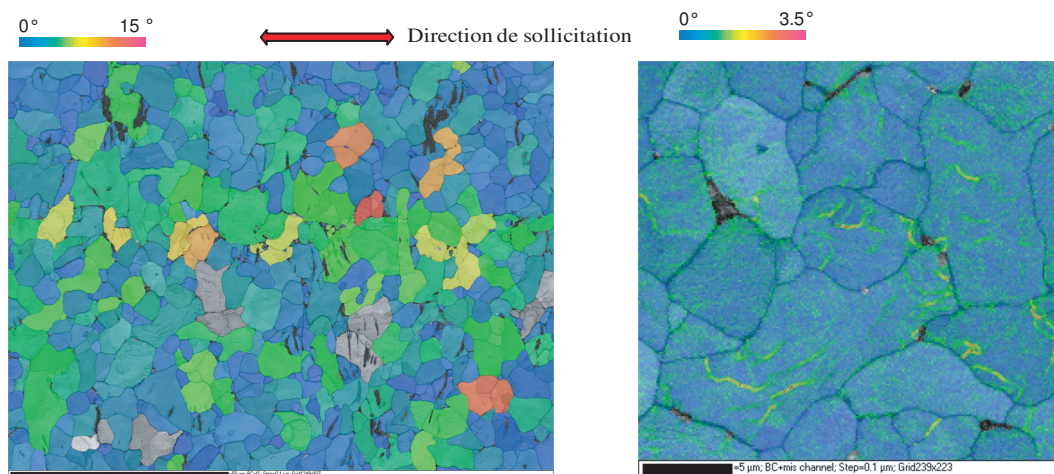 0° 15 °
Direction de sollicitation
0° 3.5°
=5 µm; BC+mis channel; Step=0.1 µm; Grid239x223